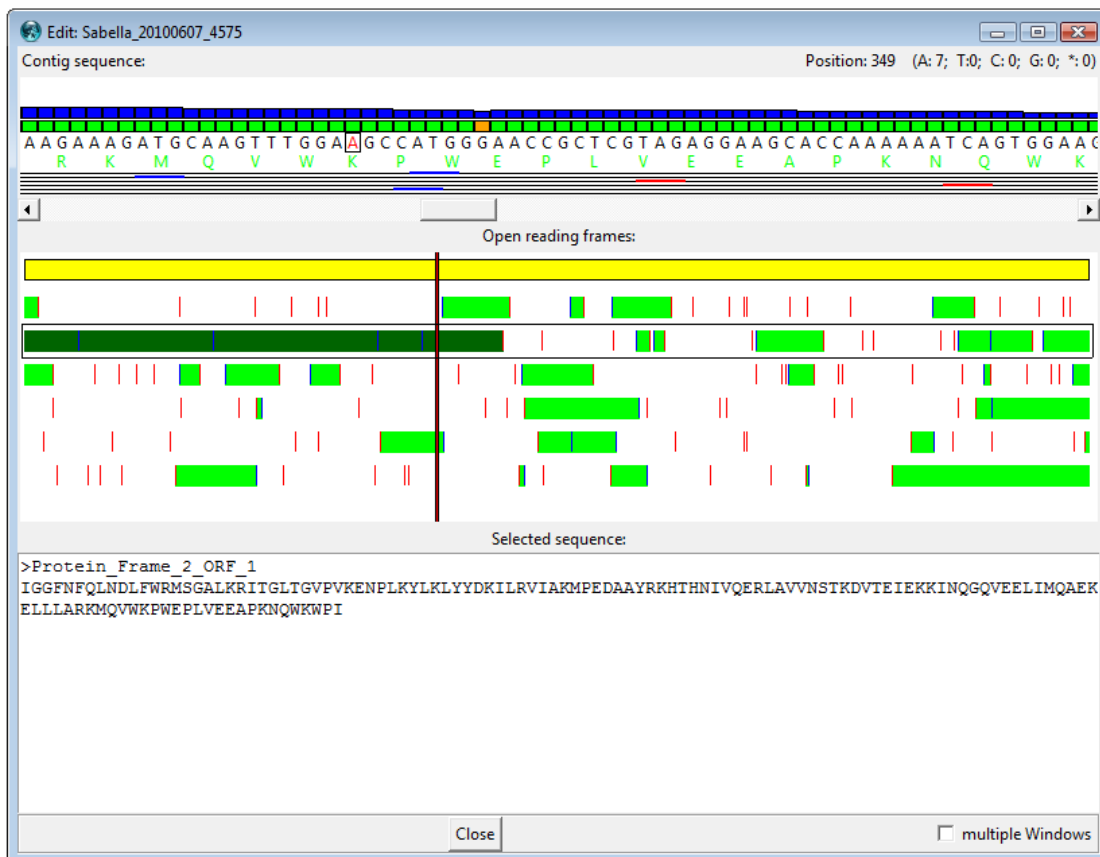 Edit: Sabella_20100607_4575
Contig sequence: Position: 349 (A: 7; T:0; C: 0; G: 0; *: 0)
AAGAAAGATGCAAGTTTGGAAGCCATGGGAACCGCTCGTAGAGGAAGCACCAAAAAATCAGTGGAAG
R K M Q V W K P W E P L V E E A P K N Q W K
Open reading frames:
Selected sequence:
>Protein_Frame_2_ORF_1
IGGFNFQLNDLFWRMSGALKRITGLTGVPVKENPLKYLKLYYDKILRVIAKMPEDAAYRKHTHNIVQERLAVVNSTKDVTEIEKKINQGQVEELIMQAEK
ELLLARKMQVWKPWEPLVEEAPKNQWKWPI
Close multiple Windows